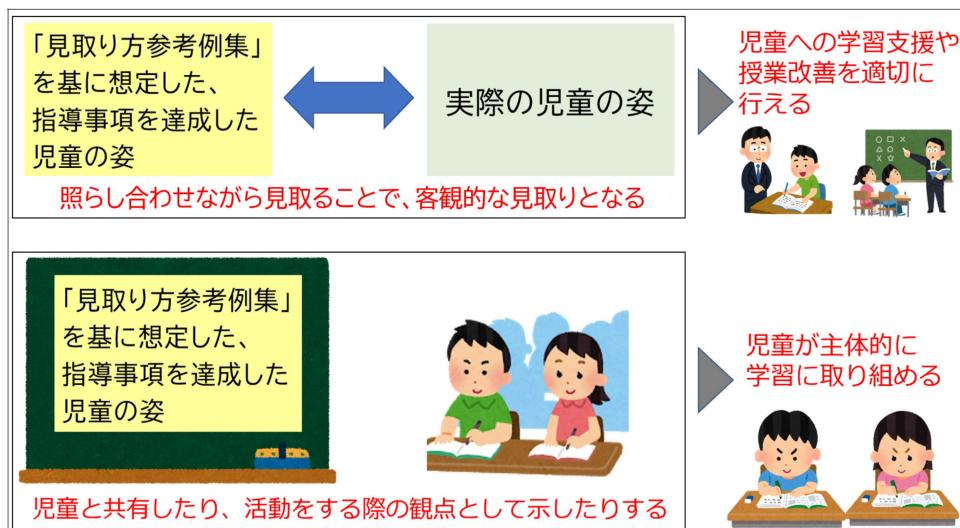 「見取り方参考例集」
を基に想定した、
指導事項を達成した
児童の姿
実際の児童の姿
照らし合わせながら見取ることで、客観的な見取りとなる
児童への学習支援や
授業改善を適切に
行える
「見取り方参考例集」
を基に想定した、
指導事項を達成した
児童の姿
児童と共有したり、活動をする際の観点として示したりする
児童が主体的に
学習に取り組める